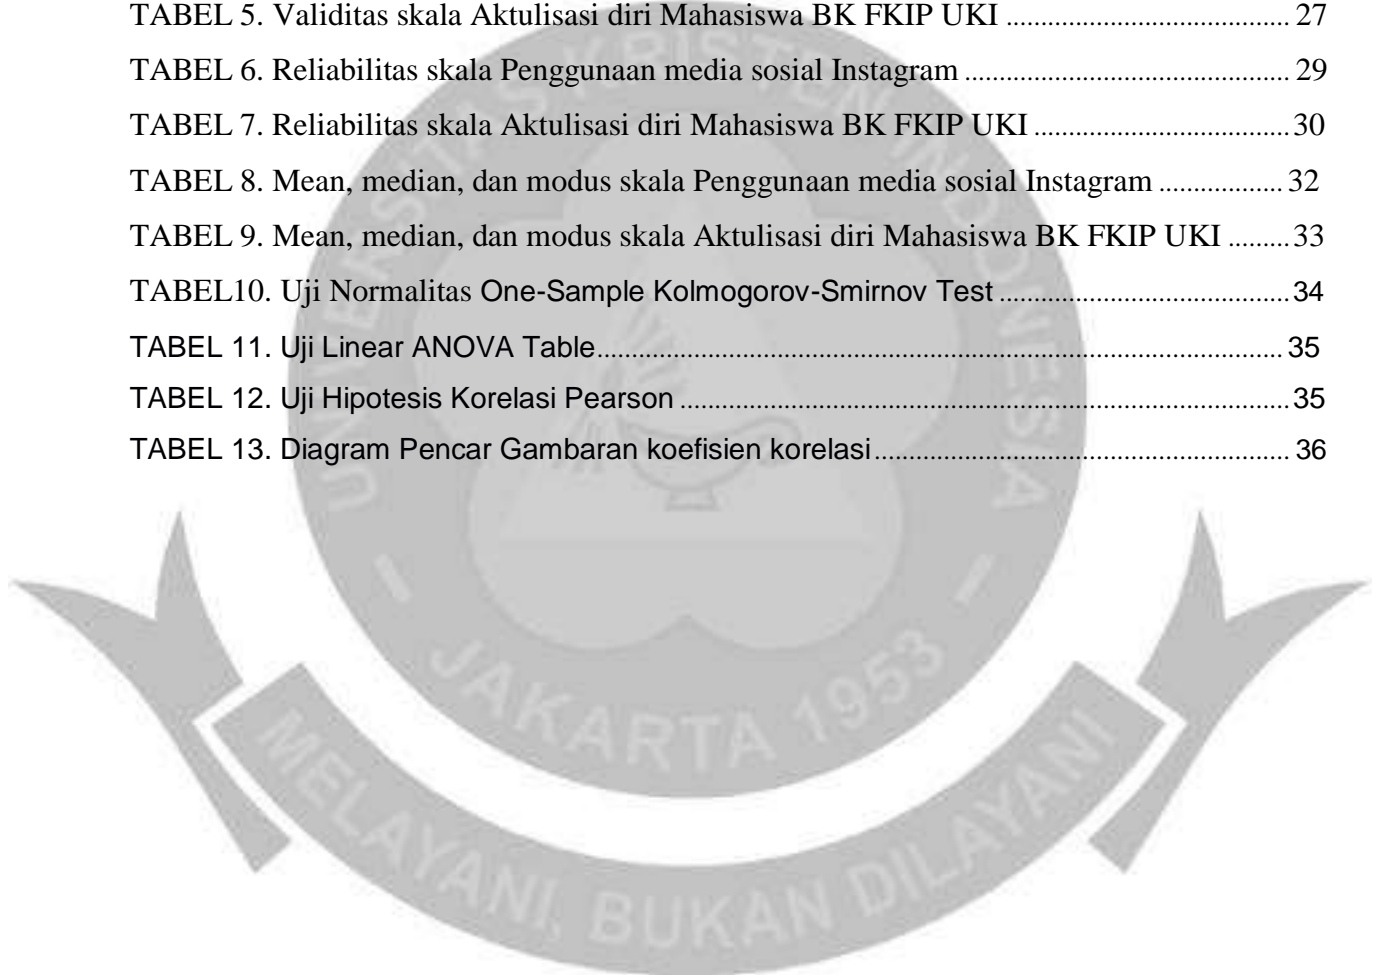 TABEL 5. Validitas skala Aktulisasi diri Mahasiswa BK FKIP UKI ................................... 27
TABEL 6. Reliabilitas skala Penggunaan media sosial Instagram ........................................ 29
TABEL 7. Reliabilitas skala Aktulisasi diri Mahasiswa BK FKIP UKI ................................ 30
TABEL 8. Mean, median, dan modus skala Penggunaan media sosial Instagram ............... 32
TABEL 9. Mean, median, dan modus skala Aktulisasi diri Mahasiswa BK FKIP UKI ......... 33
TABEL10. Uji Normalitas One-Sample Kolmogorov-Smirnov Test .................................... 34
TABEL 11. Uji Linear ANOVA Table..................................................................................... 35
TABEL 12. Uji Hipotesis Korelasi Pearson ........................................................................... 35
TABEL 13. Diagram Pencar Gambaran koefisien korelasi................................................... 36
UNIVERSITAS KRISTEN INDONESIA
JAKARTA 1953
MELAYANI, BUKAN DILAYANI